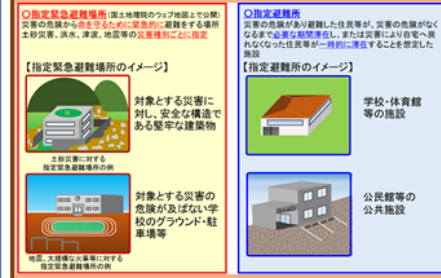 ○指定緊急避難場所(国土地理院のウェブ地図上で公開)
災害の危険から命を守るために緊急的に避難をする場所
土砂災害、洪水、津波、地震等の災害種別ごとに指定
【指定緊急避難場所のイメージ】
対象とする災害に
対し、安全な構造で
ある堅牢な建築物
土砂災害に対する
指定緊急避難場所の例
対象とする災害の
危険が及ばない学
校のグラウンド・駐
車場等
地震、大規模な火事等に対する
指定緊急避難場所の例
○指定避難所
災害の危険があり避難した住民等が、災害の危険がなく
なるまで必要な期間滞在し、または災害により自宅へ戻
れなくなった住民等が一時的に滞在することを想定した
施設
【指定避難所のイメージ】
学校・体育館
等の施設
公民館等の
公共施設